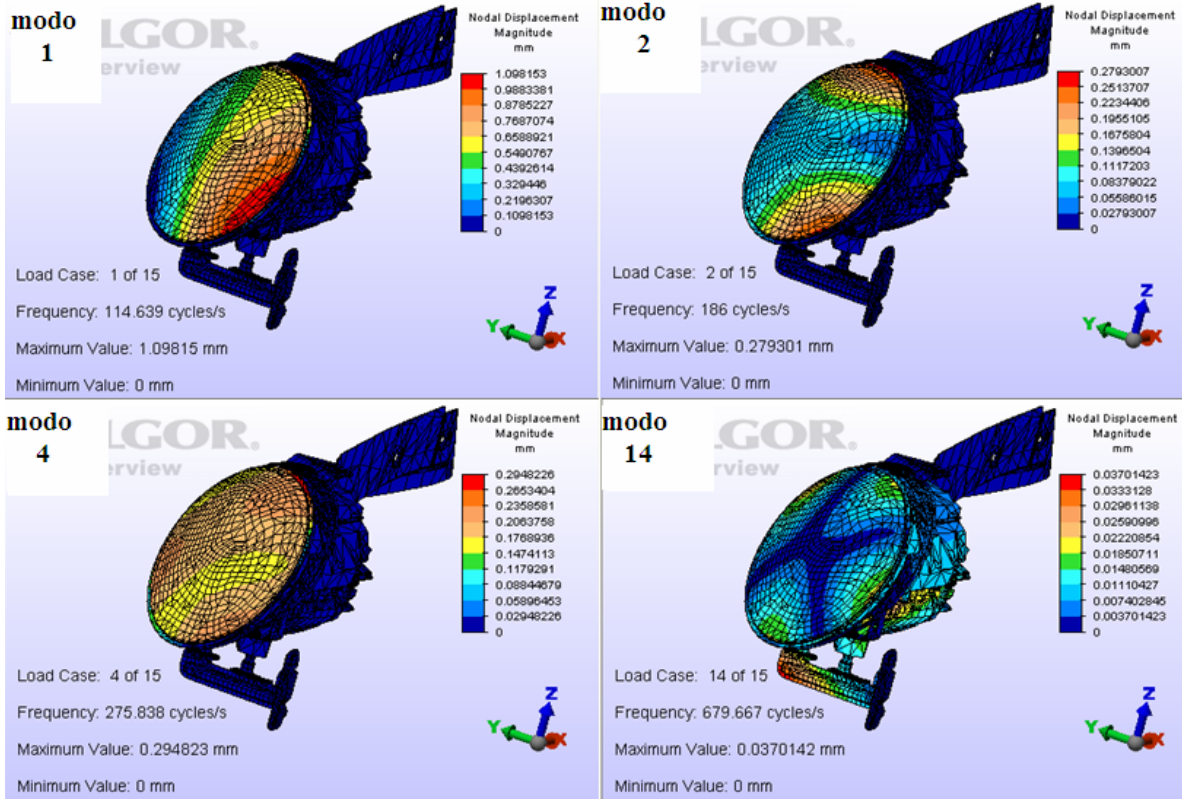 modo
1
LGOR®
erview
Nodal Displacement
Magnitude
mm
1.098153
0.9883381
0.8785227
0.7687074
0.6588921
0.5490767
0.4392614
0.329446
0.2196307
0.1098153
0
Load Case: 1 of 15
Frequency: 114.639 cycles/s
Maximum Value: 1.09815 mm
Minimum Value: 0 mm
Z
Y
X
modo
2
LGOR®
erview
Nodal Displacement
Magnitude
mm
0.2793007
0.2513707
0.2234406
0.1955105
0.1675804
0.1396504
0.1117203
0.08379022
0.05586015
0.02793007
0
Load Case: 2 of 15
Frequency: 186 cycles/s
Maximum Value: 0.279301 mm
Minimum Value: 0 mm
Z
Y
X
modo
4
LGOR®
erview
Nodal Displacement
Magnitude
mm
0.2948226
0.2653404
0.2358581
0.2063758
0.1768936
0.1474113
0.1179291
0.08844679
0.05896453
0.02948226
0
Load Case: 4 of 15
Frequency: 275.838 cycles/s
Maximum Value: 0.294823 mm
Minimum Value: 0 mm
Z
Y
X
modo
14
LGOR®
erview
Nodal Displacement
Magnitude
mm
0.03701423
0.0333128
0.02961138
0.02590996
0.02220854
0.01850711
0.01480569
0.01110427
0.007402845
0.003701423
0
Load Case: 14 of 15
Frequency: 679.667 cycles/s
Maximum Value: 0.0370142 mm
Minimum Value: 0 mm
Z
Y
X